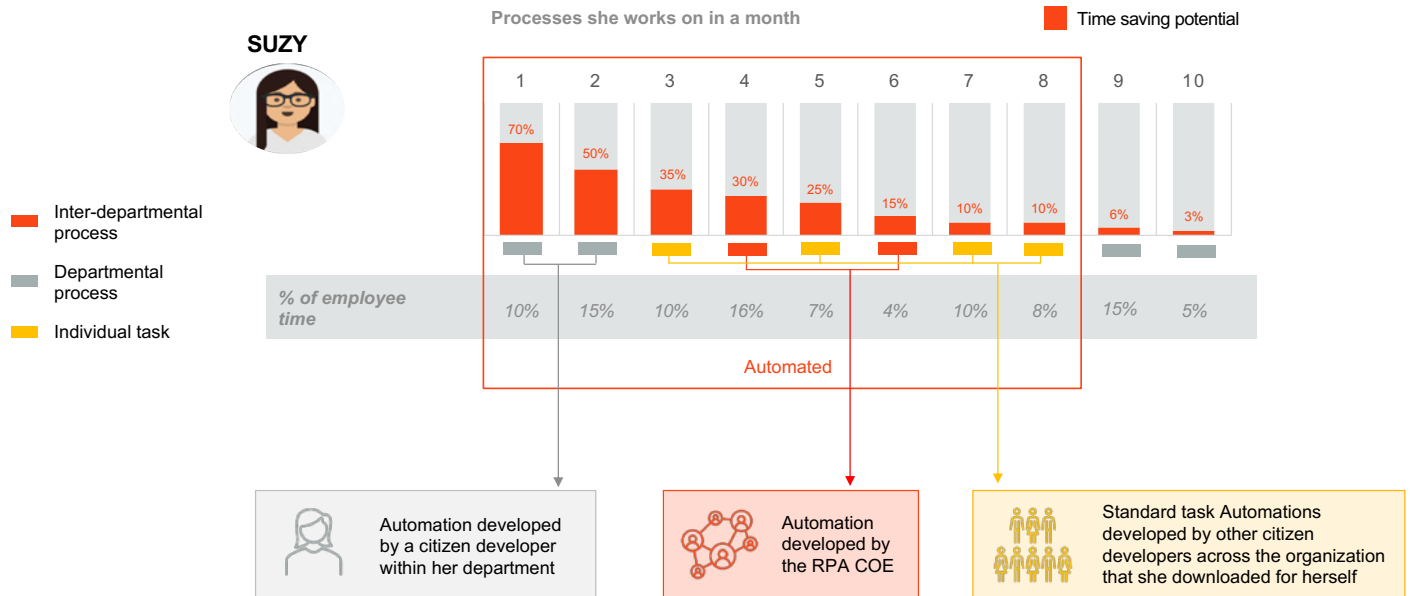 Processes she works on in a month
Time saving potential
SUZY
1 2 3 4 5 6 7 8 9 10
70%
50%
35%
30%
25%
15%
10%
10%
6%
3%
Inter-departmental
process
Departmental
process
Individual task
% of employee
time
10% 15% 10% 16% 7% 4% 10% 8% 15% 5%
Automated
Automation developed
by a citizen developer
within her department
Automation
developed by
the RPA COE
Standard task Automations
developed by other citizen
developers across the organization
that she downloaded for herself